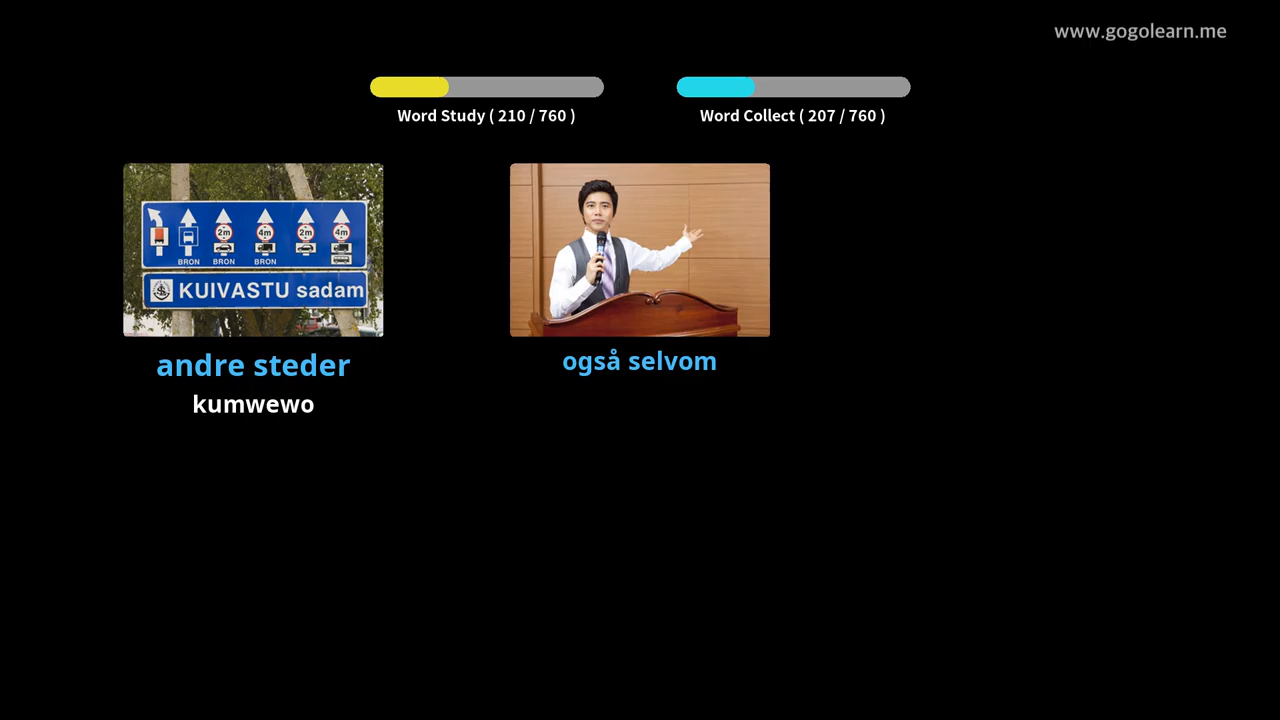 www.gogolearn.me
Word Study ( 210 / 760 )
Word Collect ( 207 / 760 )
2m 4m 2m 4m
BRON BRON BRON
KUIVASTU sadam
andre steder
kumwewo
også selvom